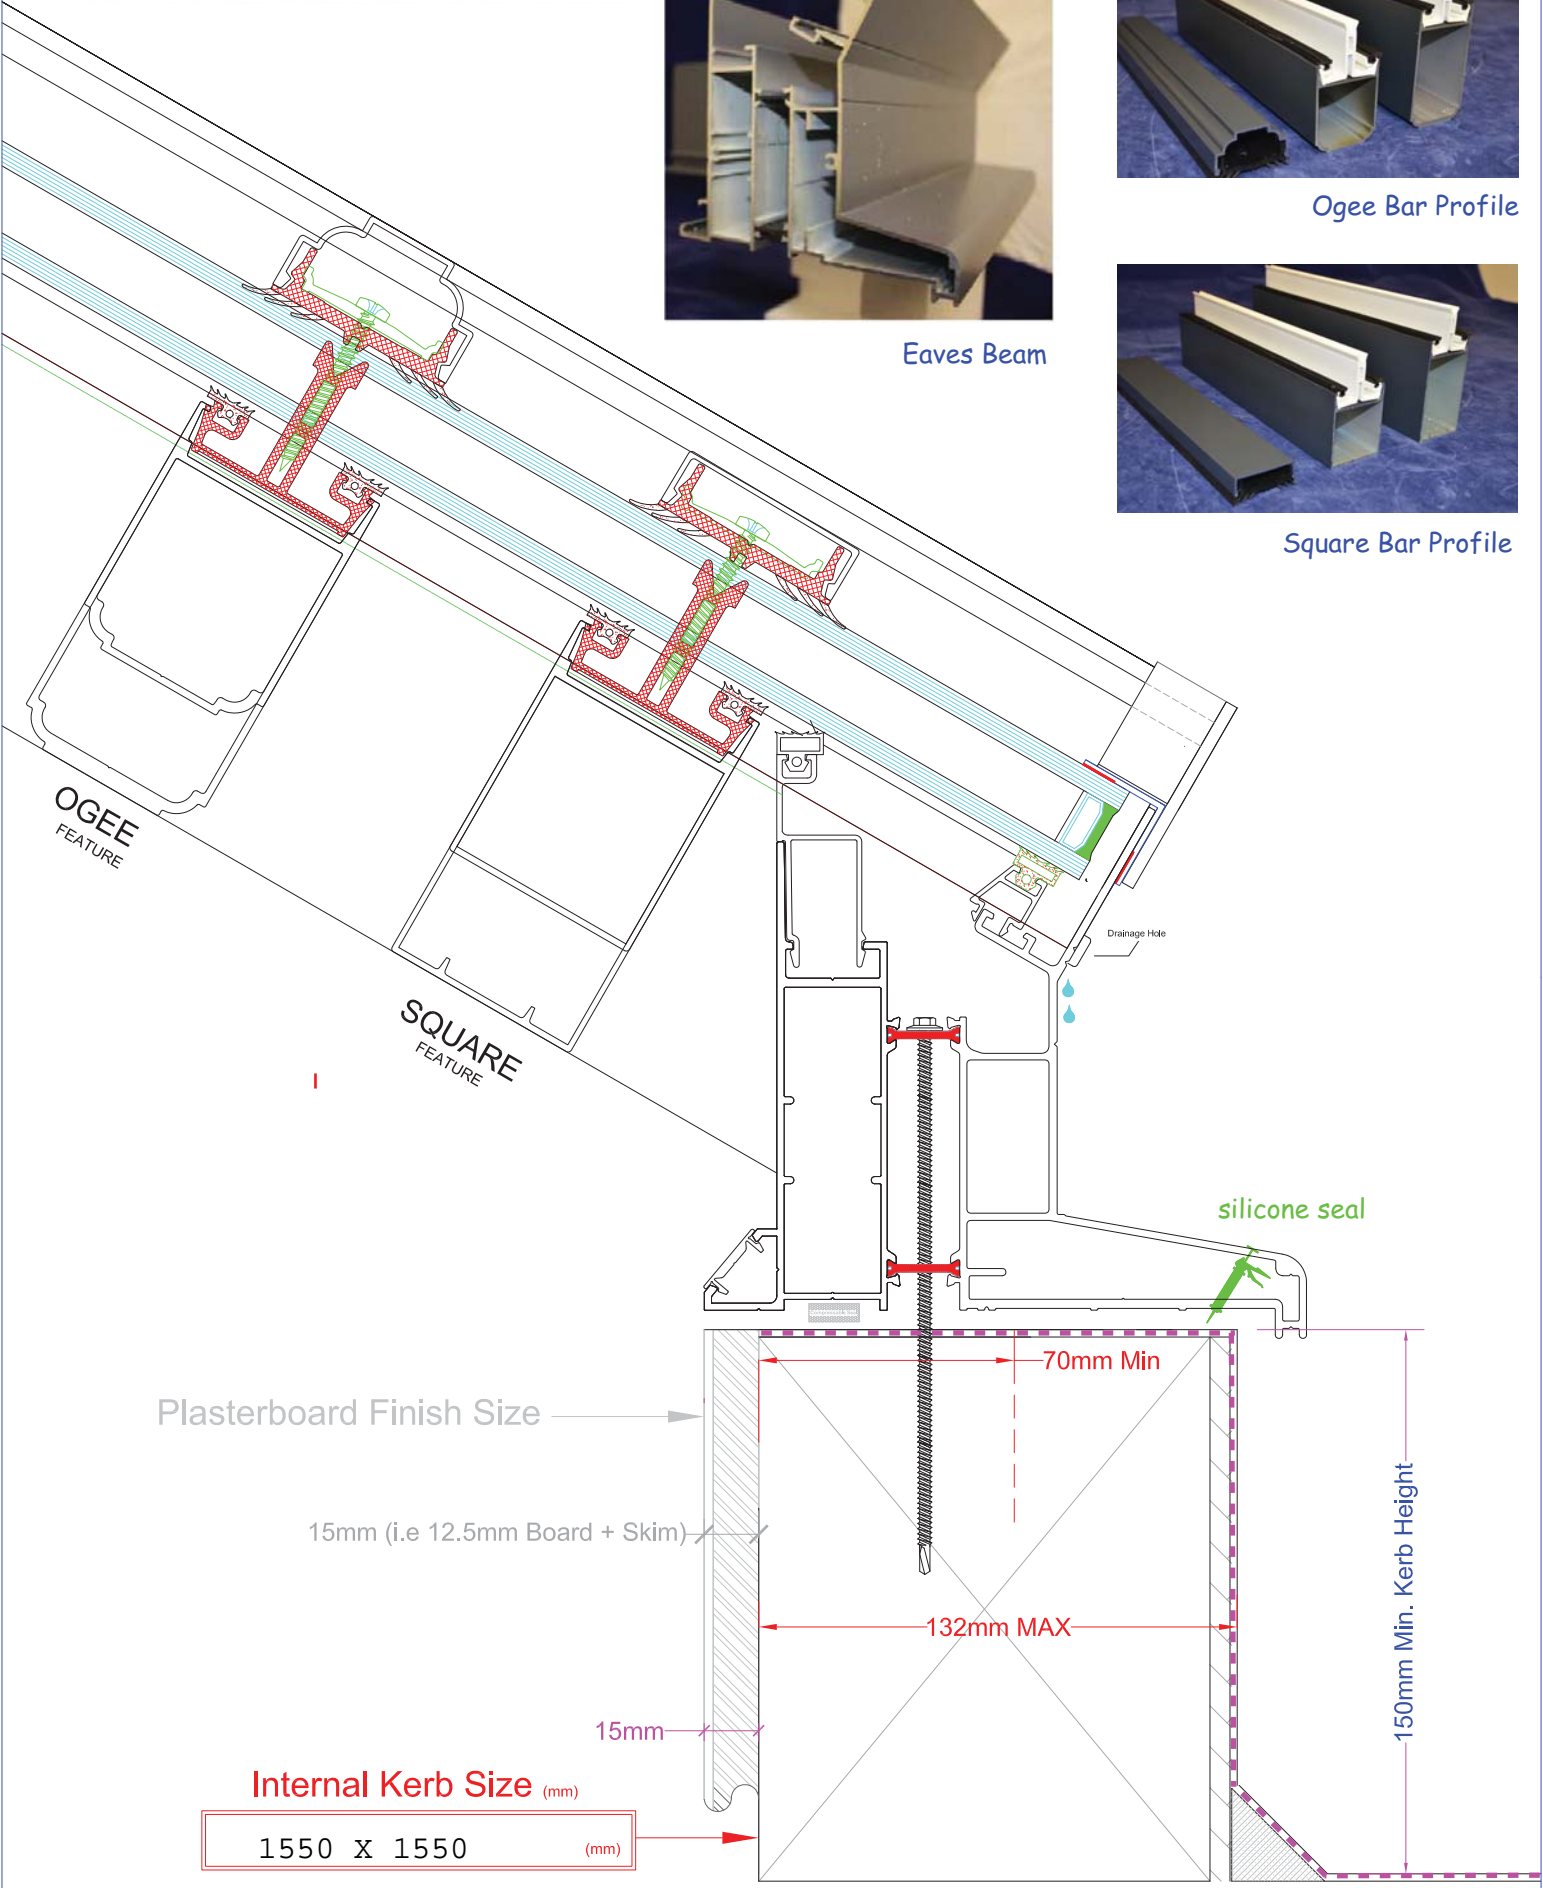 Ogee Bar Profile
Eaves Beam
Square Bar Profile
OGEE
FEATURE
SQUARE
FEATURE
Drainage Hole
silicone seal
70mm Min
Plasterboard Finish Size
15mm (i.e 12.5mm Board + Skim)
132mm MAX
150mm Min. Kerb Height
15mm
Internal Kerb Size (mm)
1550 X 1550 (mm)